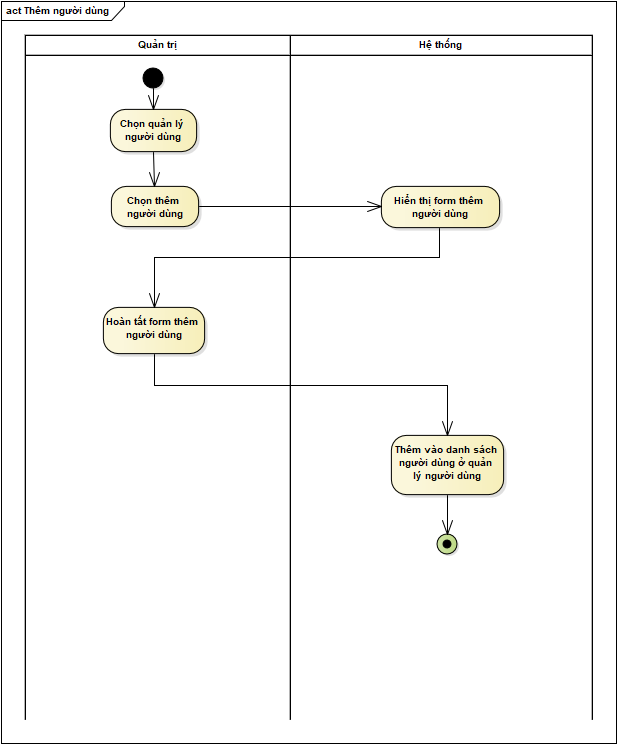 act Thêm người dùng
Quản trị
Hệ thống
Chọn quản lý
người dùng
Chọn thêm
người dùng
Hiển thị form thêm
người dùng
Hoàn tất form thêm
người dùng
Thêm vào danh sách
người dùng ở quản
lý người dùng